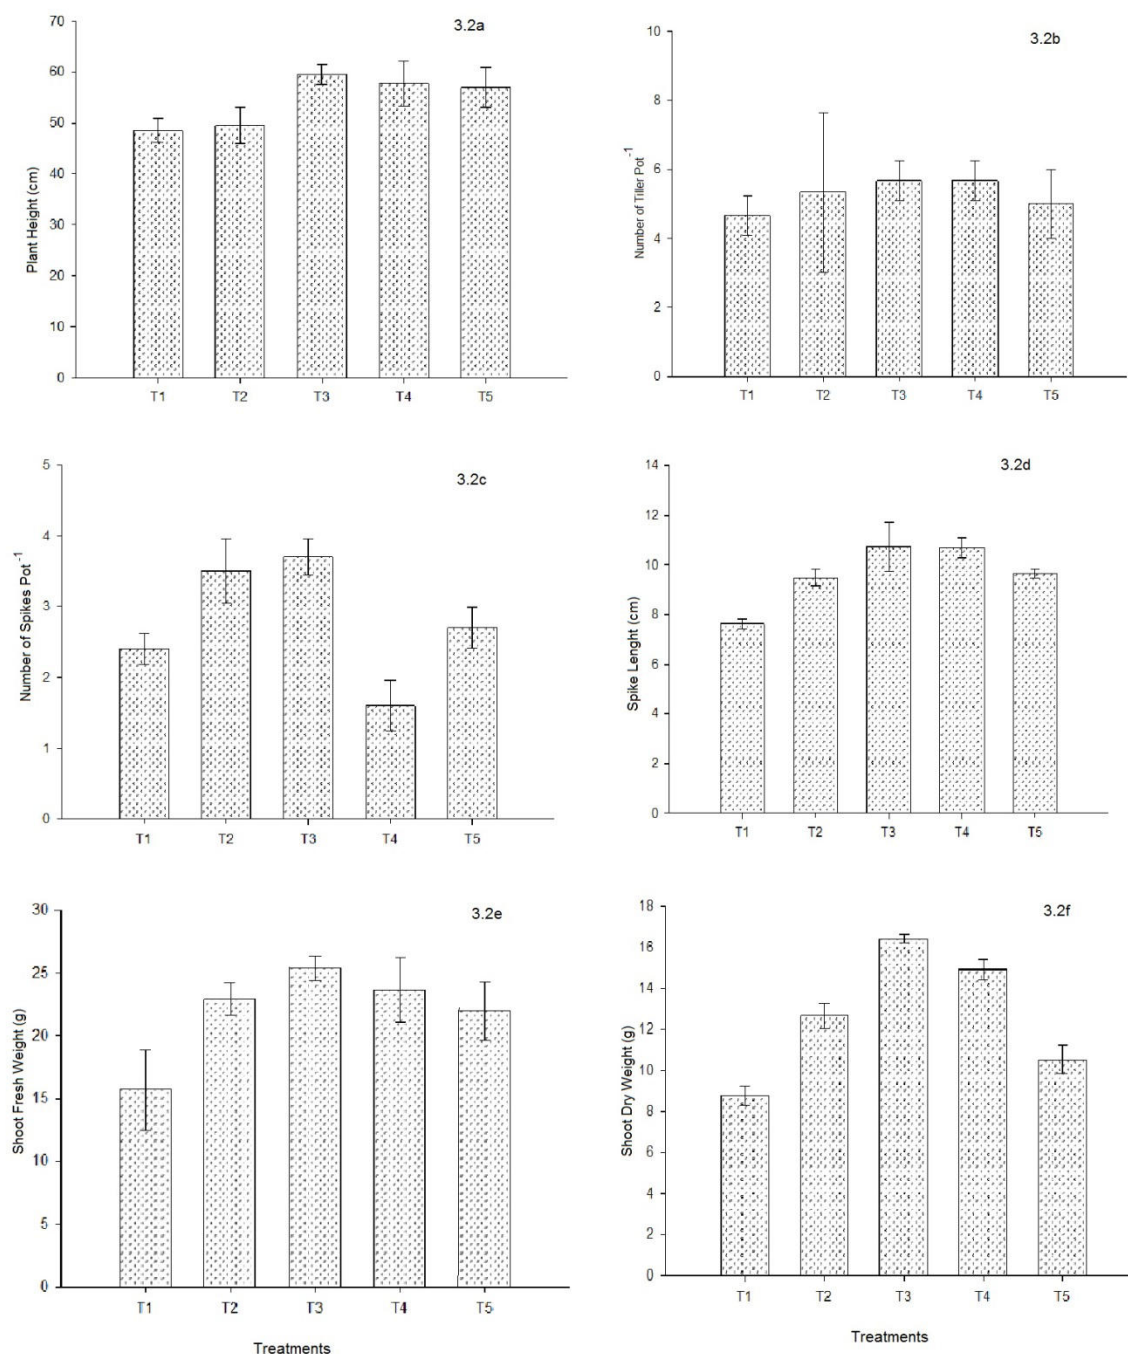 3.2a
Plant Height (cm)
70
60
50
40
30
20
10
0
T1 T2 T3 T4 T5
3.2b
Number of Tiller Pot-1
10
8
6
4
2
0
T1 T2 T3 T4 T5
3.2c
Number of Spikes Pot-1
5
4
3
2
1
0
T1 T2 T3 T4 T5
3.2d
Spike Lenght (cm)
14
12
10
8
6
4
2
0
T1 T2 T3 T4 T5
3.2e
Shoot Fresh Weight (g)
30
25
20
15
10
5
0
T1 T2 T3 T4 T5
Treatments
3.2f
Shoot Dry Weight (g)
18
16
14
12
10
8
6
4
2
0
T1 T2 T3 T4 T5
Treatments